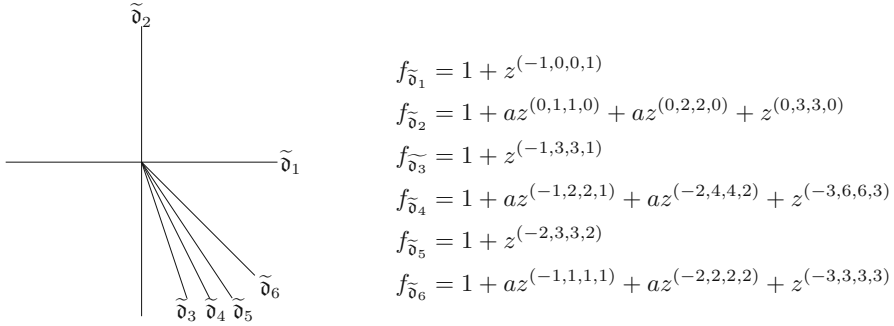 𝔡̃₂
𝔡̃₁
𝔡̃₃ 𝔡̃₄ 𝔡̃₅ 𝔡̃₆
f_{𝔡̃₁} = 1 + z^{(−1,0,0,1)}
f_{𝔡̃₂} = 1 + az^{(0,1,1,0)} + az^{(0,2,2,0)} + z^{(0,3,3,0)}
f_{𝔡̃₃} = 1 + z^{(−1,3,3,1)}
f_{𝔡̃₄} = 1 + az^{(−1,2,2,1)} + az^{(−2,4,4,2)} + z^{(−3,6,6,3)}
f_{𝔡̃₅} = 1 + z^{(−2,3,3,2)}
f_{𝔡̃₆} = 1 + az^{(−1,1,1,1)} + az^{(−2,2,2,2)} + z^{(−3,3,3,3)}